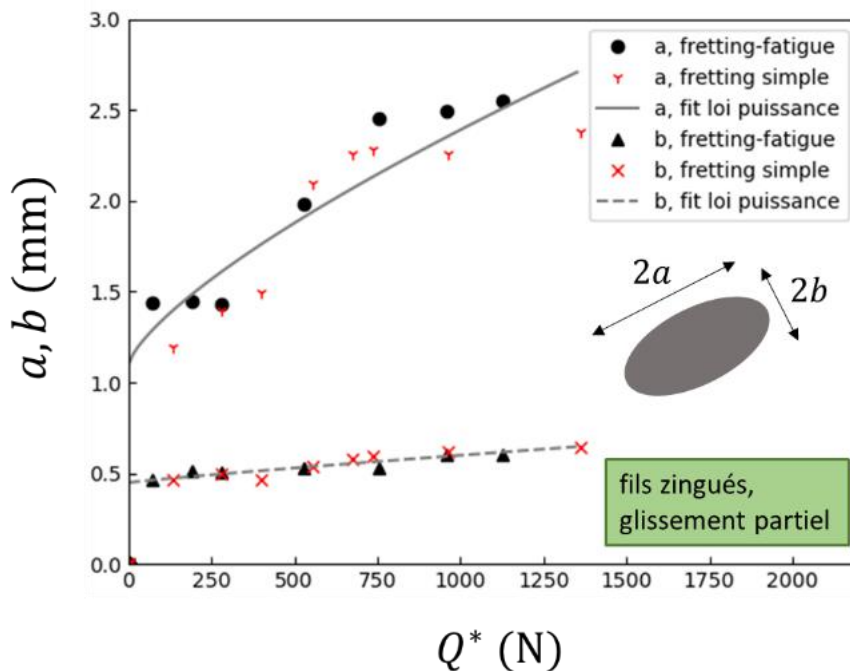 3.0
2.5
2.0
1.5
1.0
0.5
0.0
a, b (mm)
0
250
500
750
1000
1250
1500
1750
2000
Q* (N)
a, fretting-fatigue
a, fretting simple
a, fit loi puissance
b, fretting-fatigue
b, fretting simple
b, fit loi puissance
2a
2b
fils zingués,
glissement partiel